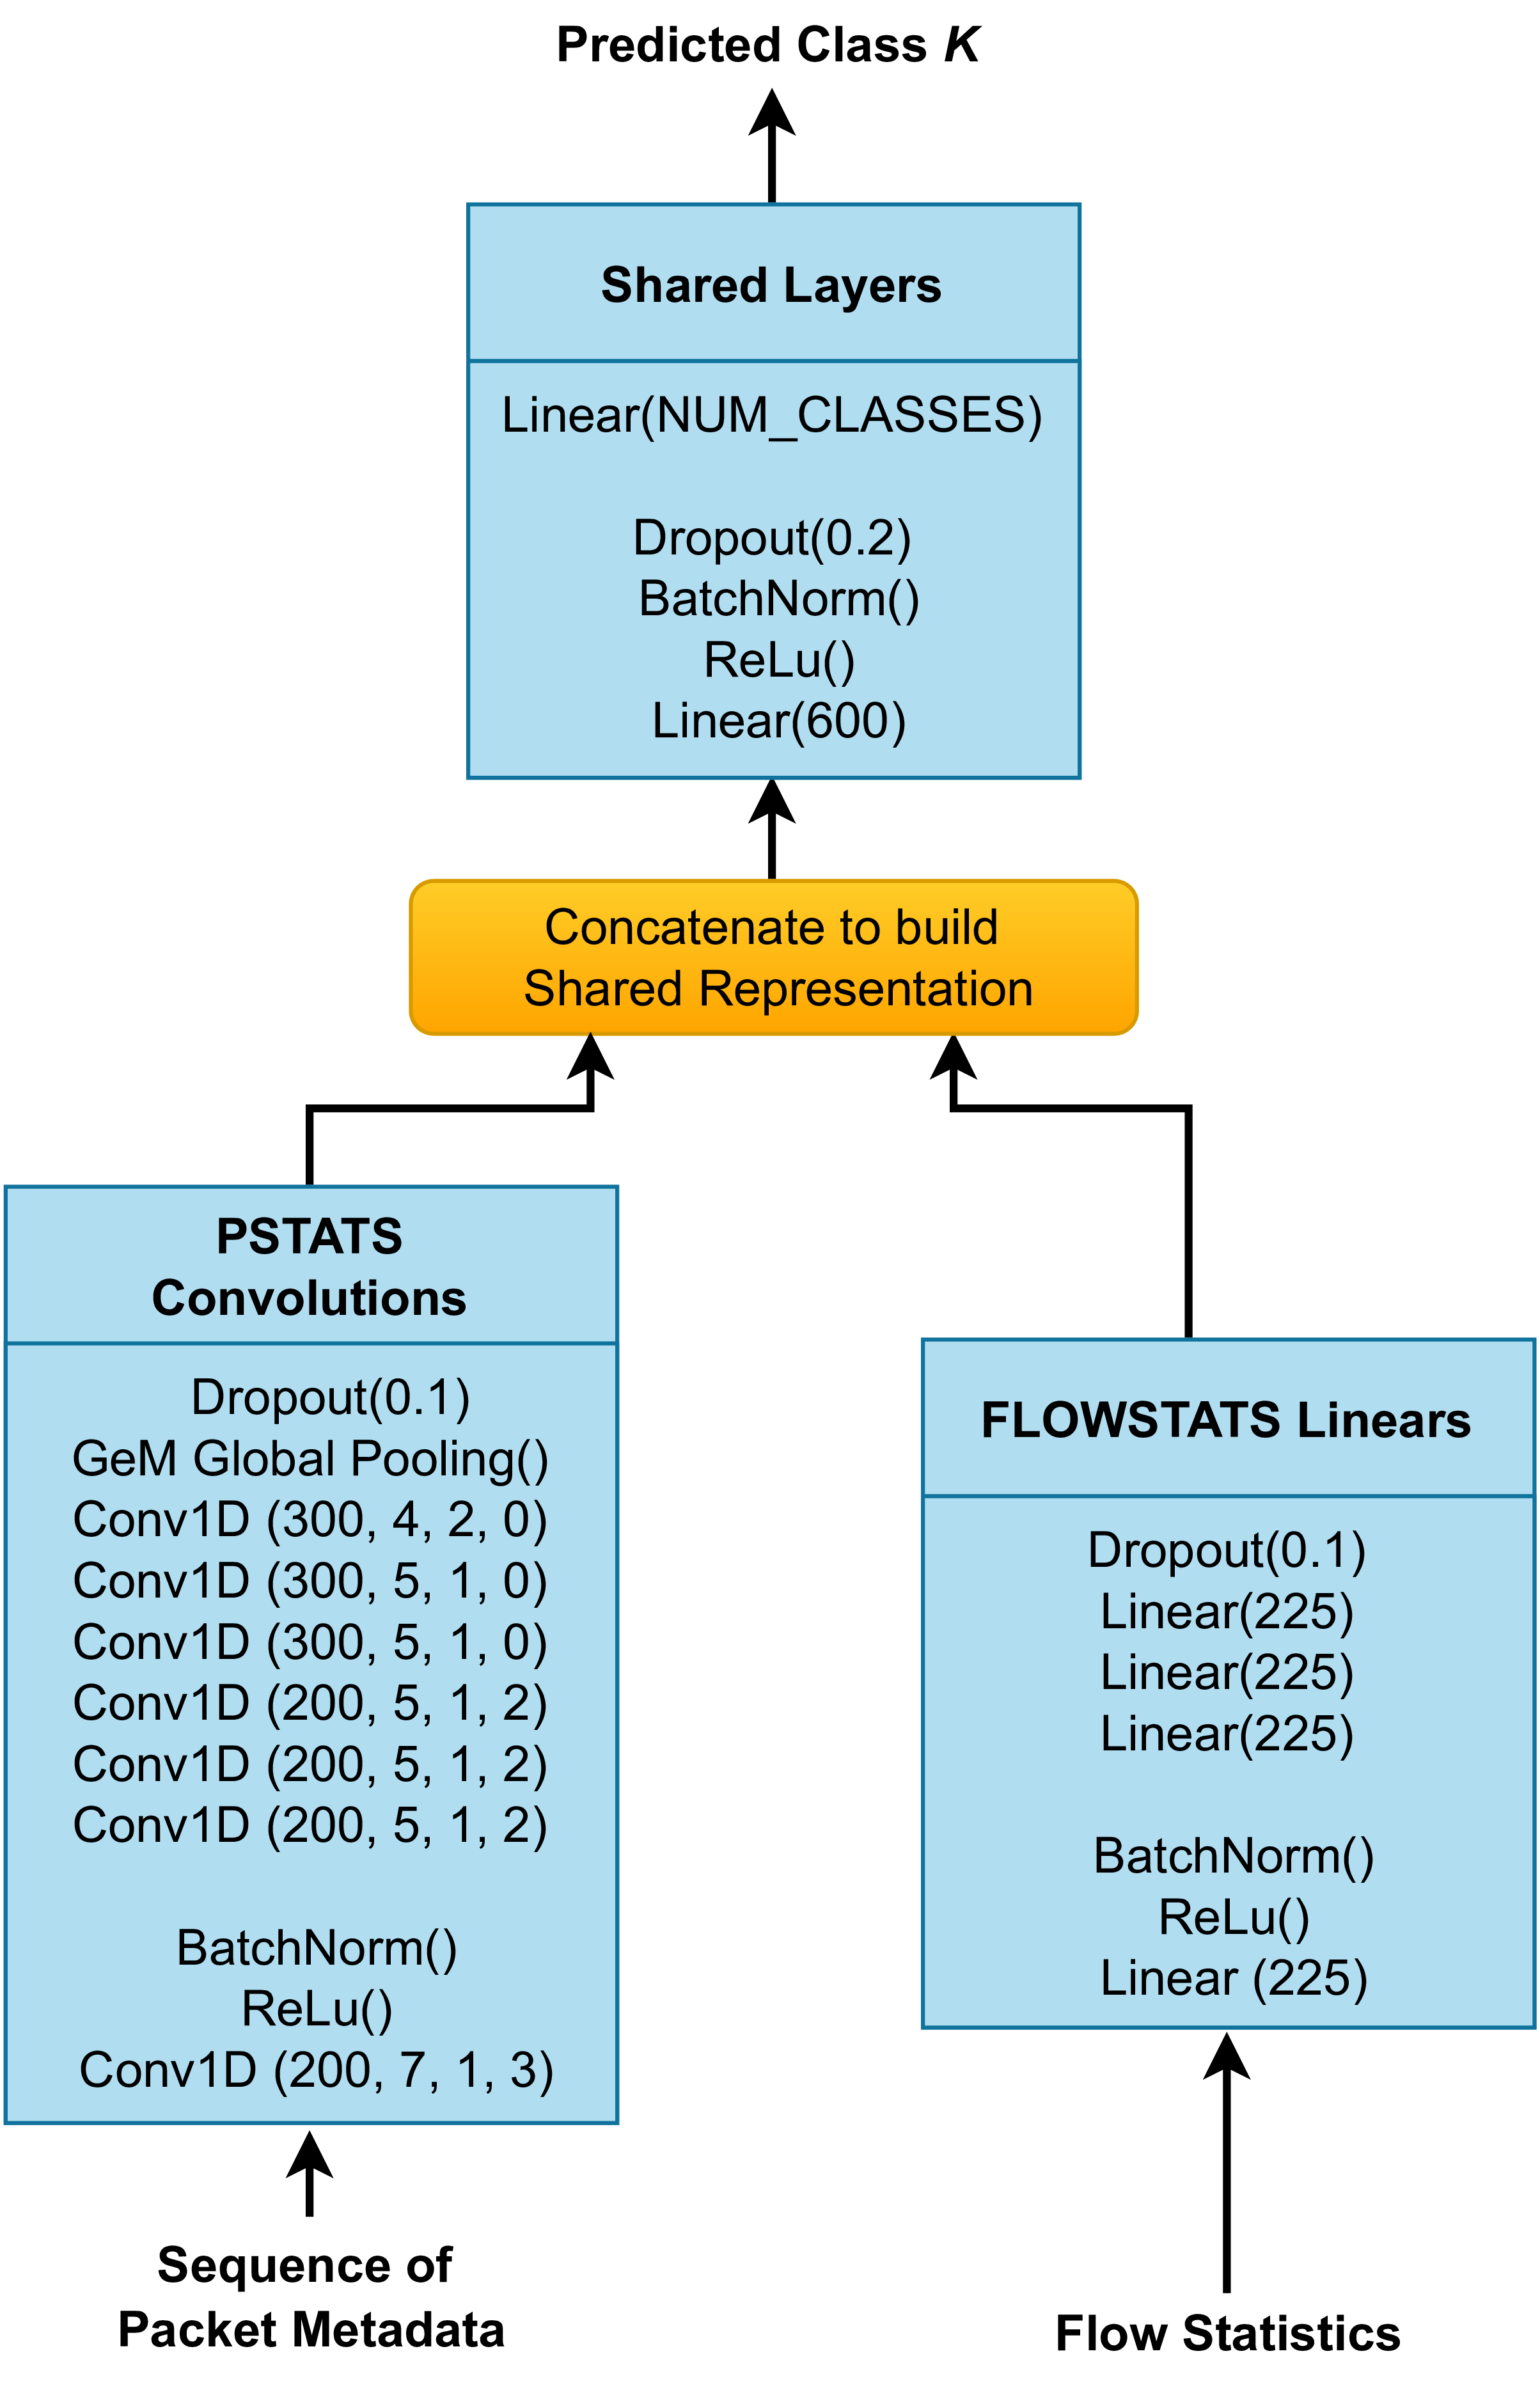 Predicted Class K
Shared Layers
Linear(NUM_CLASSES)
Dropout(0.2)
BatchNorm()
ReLu()
Linear(600)
Concatenate to build
Shared Representation
PSTATS
Convolutions
Dropout(0.1)
GeM Global Pooling()
Conv1D (300, 4, 2, 0)
Conv1D (300, 5, 1, 0)
Conv1D (300, 5, 1, 0)
Conv1D (200, 5, 1, 2)
Conv1D (200, 5, 1, 2)
Conv1D (200, 5, 1, 2)
BatchNorm()
ReLu()
Conv1D (200, 7, 1, 3)
Sequence of
Packet Metadata
FLOWSTATS Linears
Dropout(0.1)
Linear(225)
Linear(225)
Linear(225)
BatchNorm()
ReLu()
Linear (225)
Flow Statistics